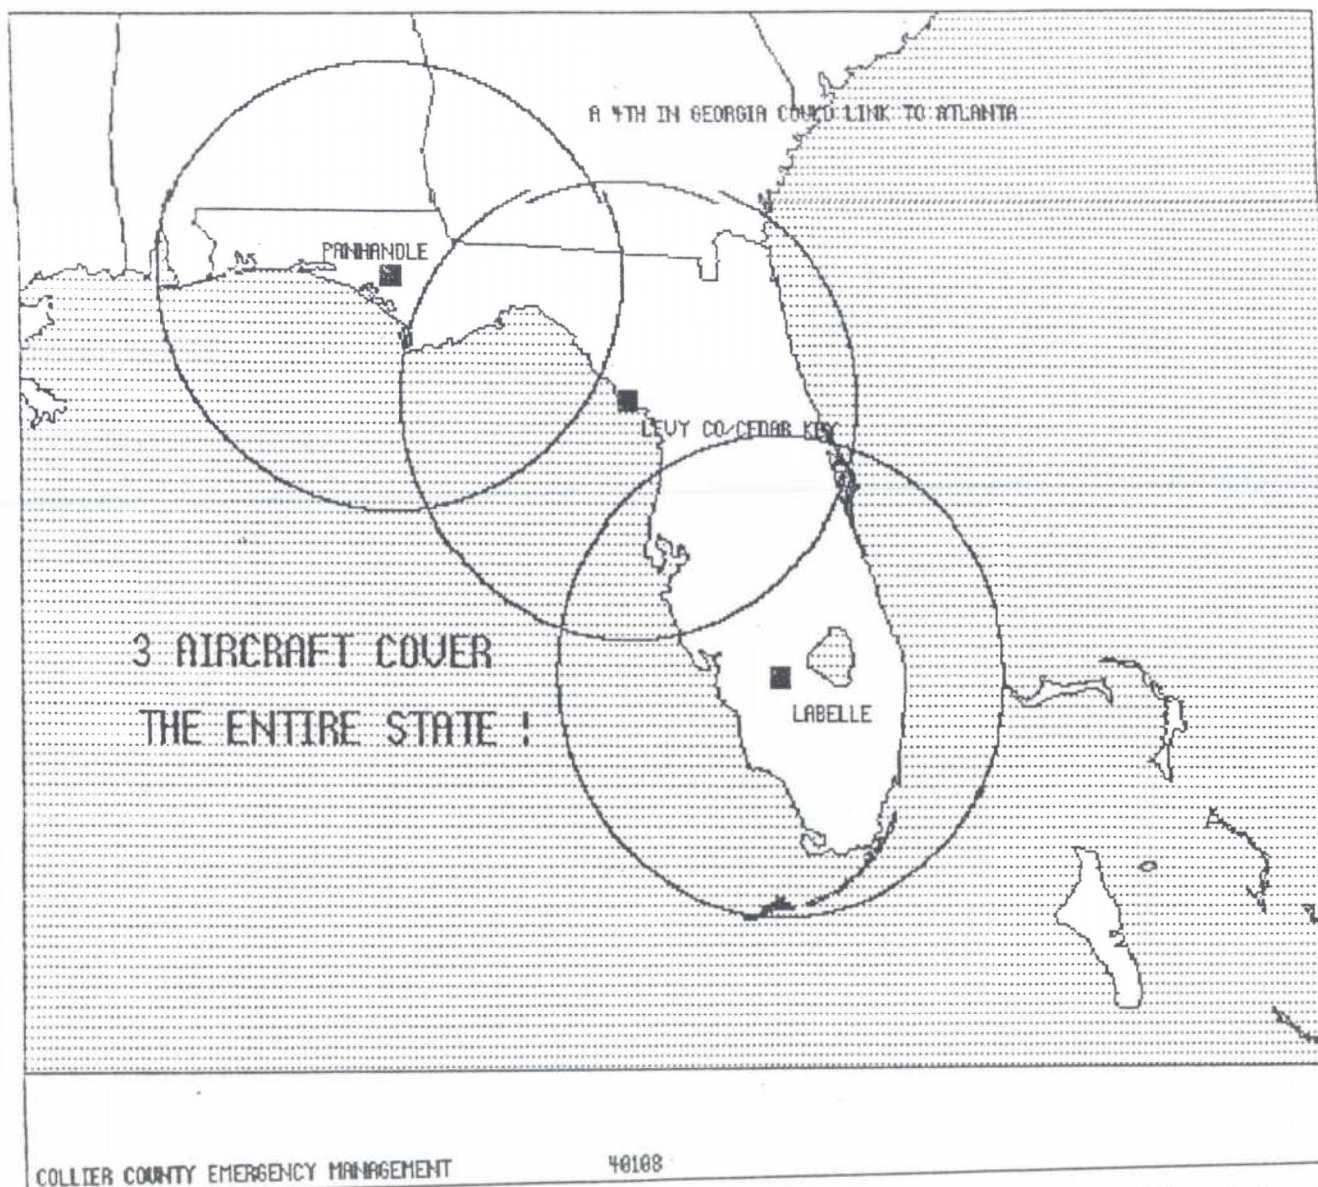 A 4TH IN GEORGIA COULD LINK TO ATLANTA
PANHANDLE
LEVY CO/CEDAR KEY
3 AIRCRAFT COVER
THE ENTIRE STATE !
LABELLE
COLLIER COUNTY EMERGENCY MANAGEMENT 40108